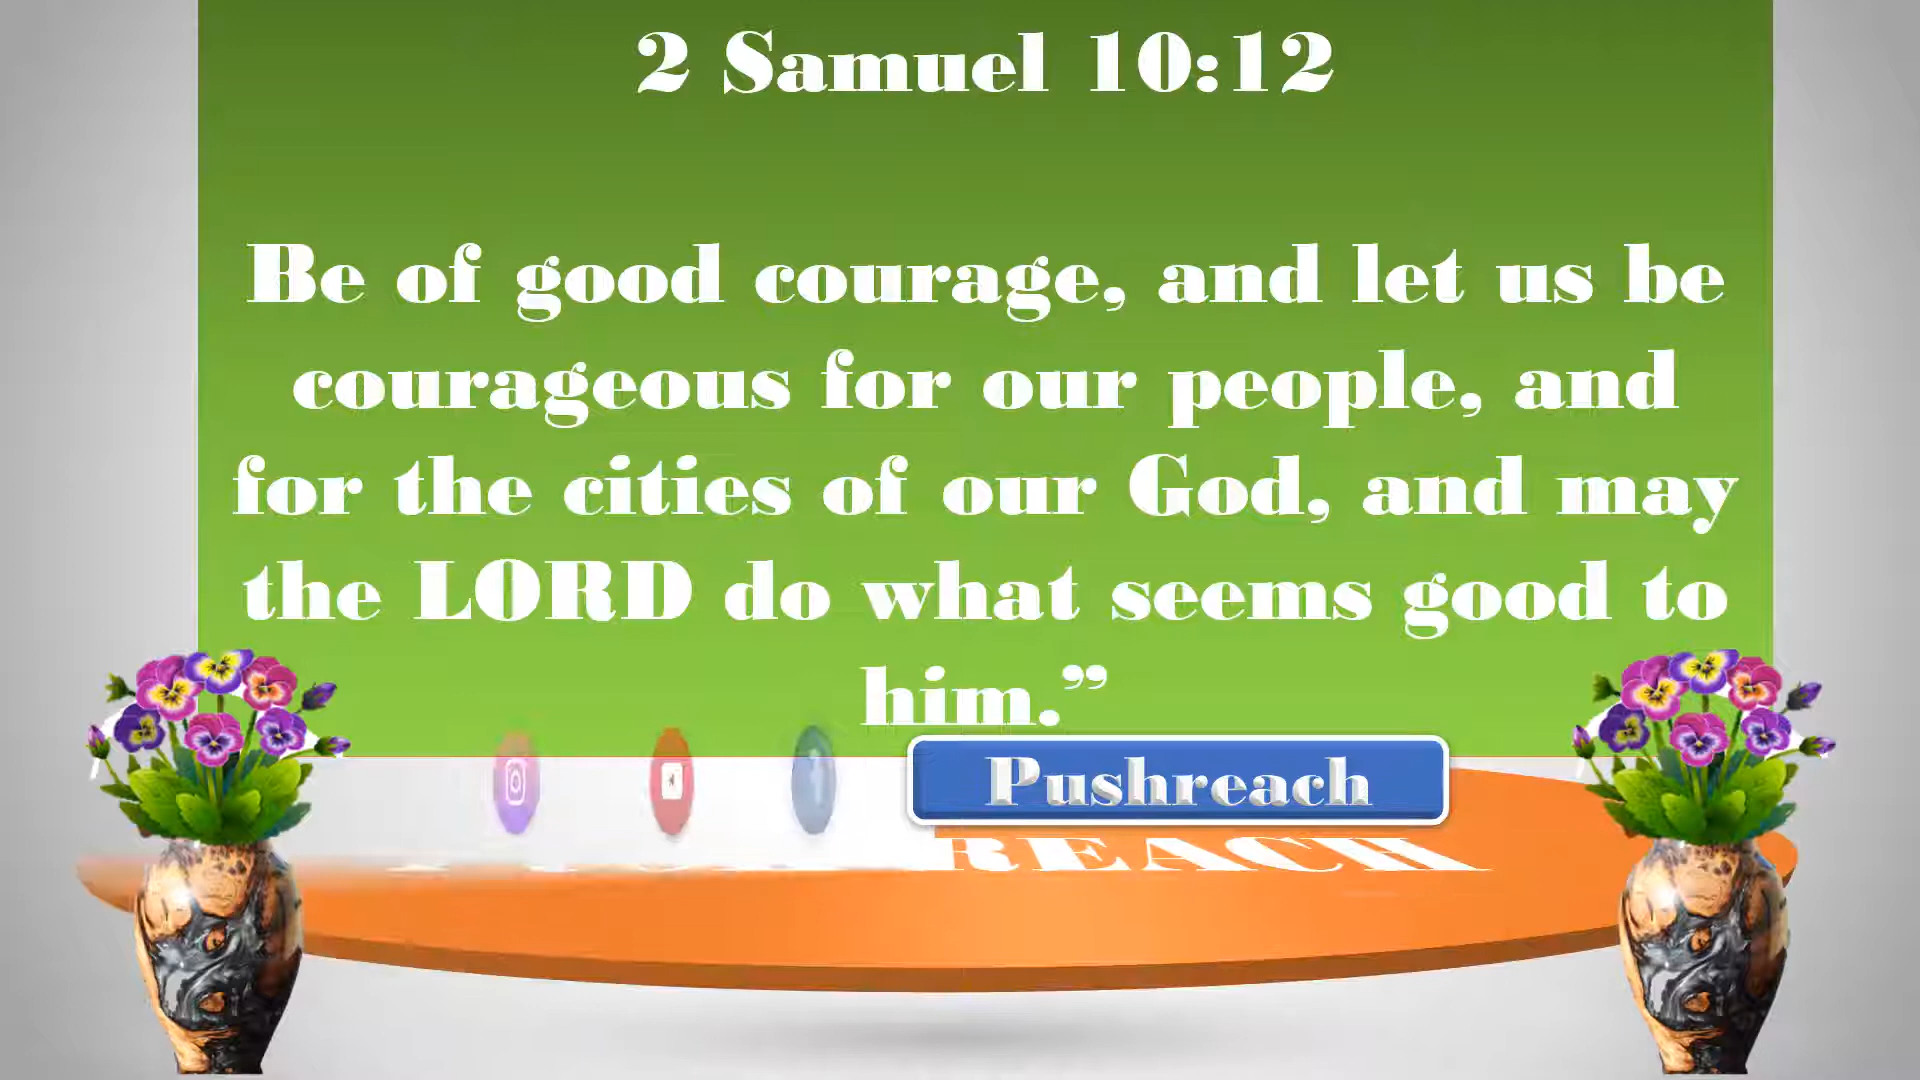 2 Samuel 10:12
Be of good courage, and let us be
courageous for our people, and
for the cities of our God, and may
the LORD do what seems good to
him.”
Pushreach
REACH